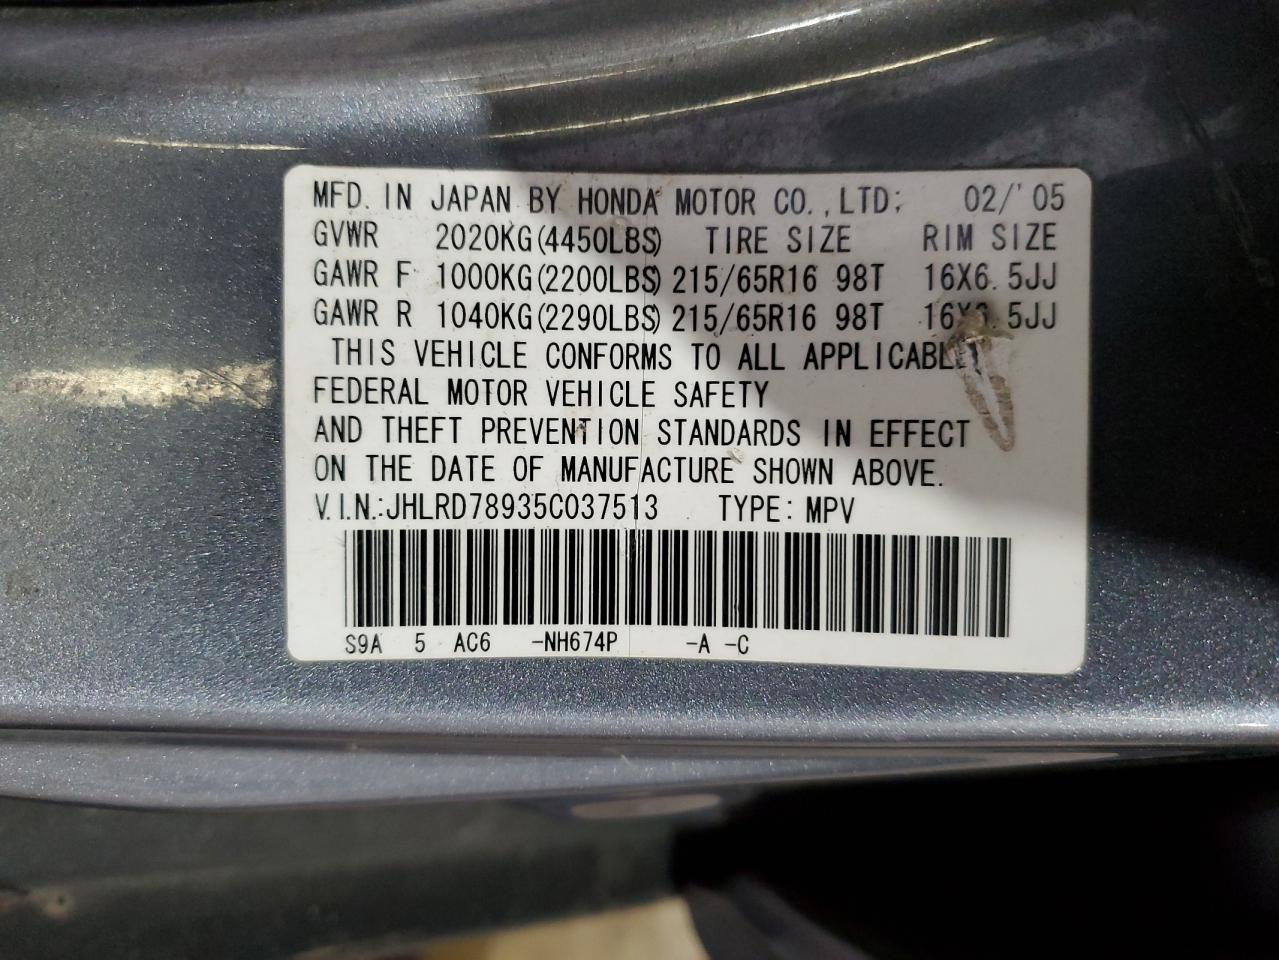 MFD. IN JAPAN BY HONDA MOTOR CO., LTD; 02/'05
GVWR 2020KG(4450LBS) TIRE SIZE RIM SIZE
GAWR F 1000KG(2200LBS) 215/65R16 98T 16X6.5JJ
GAWR R 1040KG(2290LBS) 215/65R16 98T 16X6.5JJ
THIS VEHICLE CONFORMS TO ALL APPLICABLE
FEDERAL MOTOR VEHICLE SAFETY
AND THEFT PREVENTION STANDARDS IN EFFECT
ON THE DATE OF MANUFACTURE SHOWN ABOVE.
V.I.N.:JHLRD78935C037513 TYPE: MPV
S9A 5 AC6 -NH674P -A -C